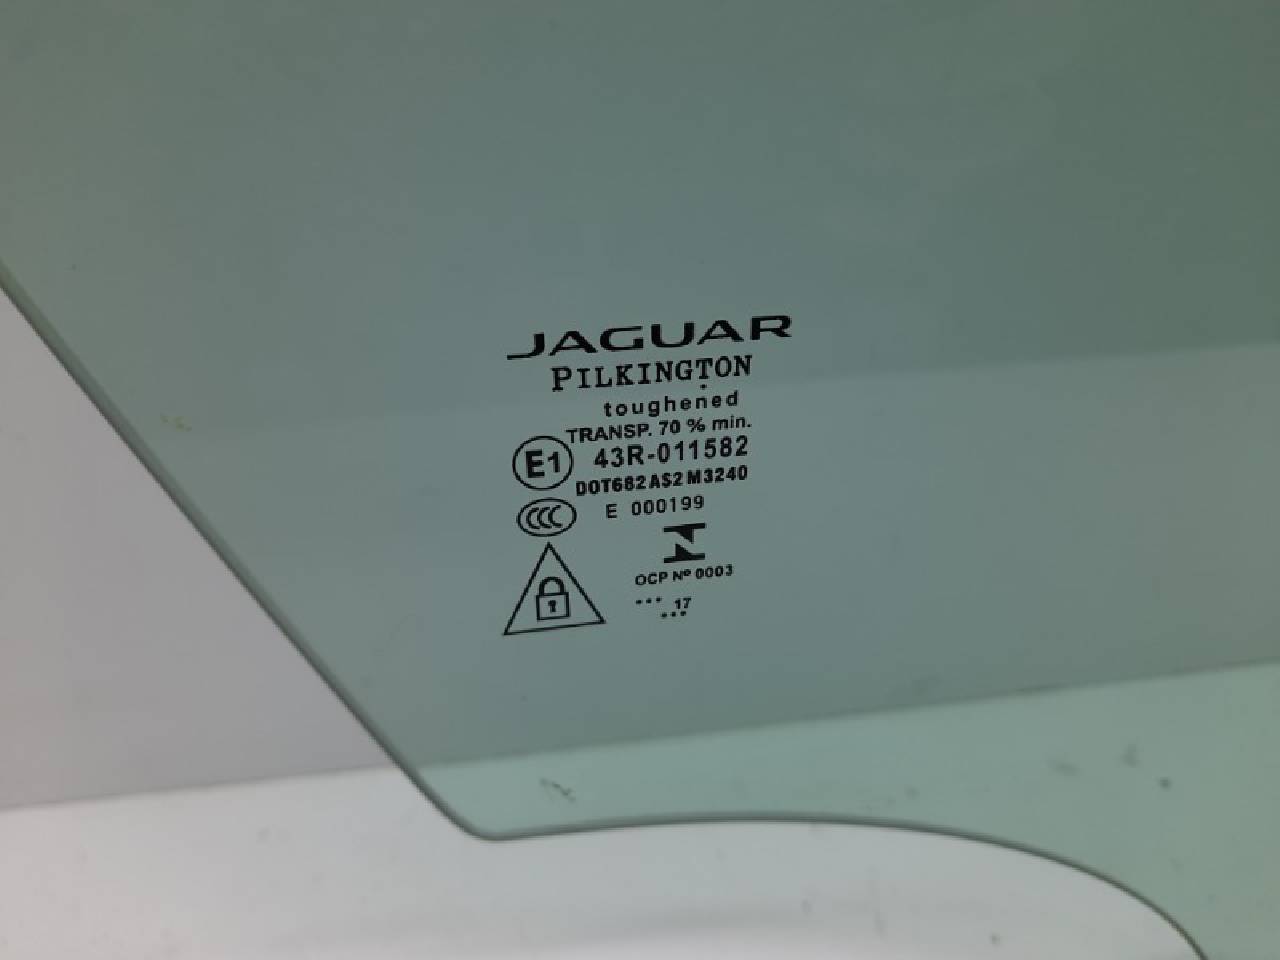 JAGUAR
PILKINGTON
toughened
TRANSP. 70 % min.
E1 43R-011582
DOT682 AS2 M3240
CCC E 000199
OCP Nº 0003
... 17
...